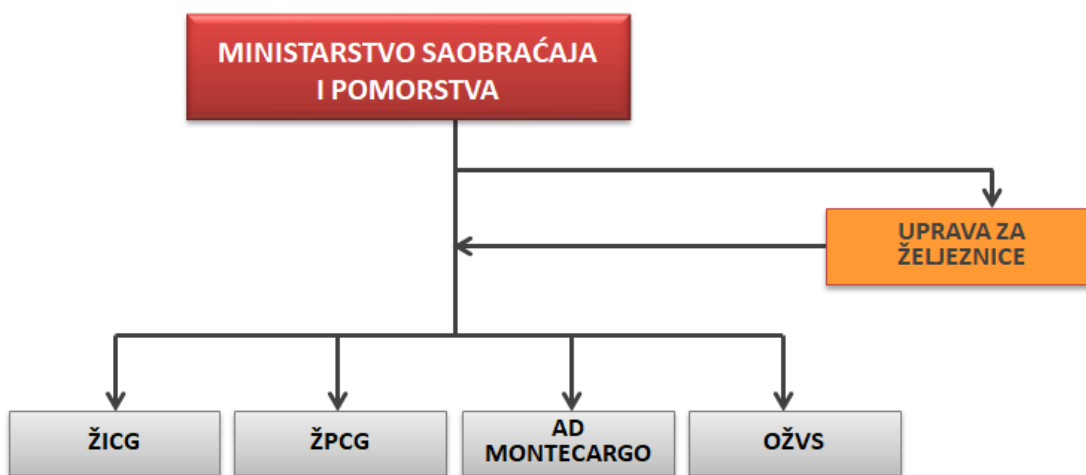 MINISTARSTVO SAOBRAĆAJA
I POMORSTVA
UPRAVA ZA
ŽELJEZNICE
ŽICG
ŽPCG
AD
MONTECARGO
OŽVS